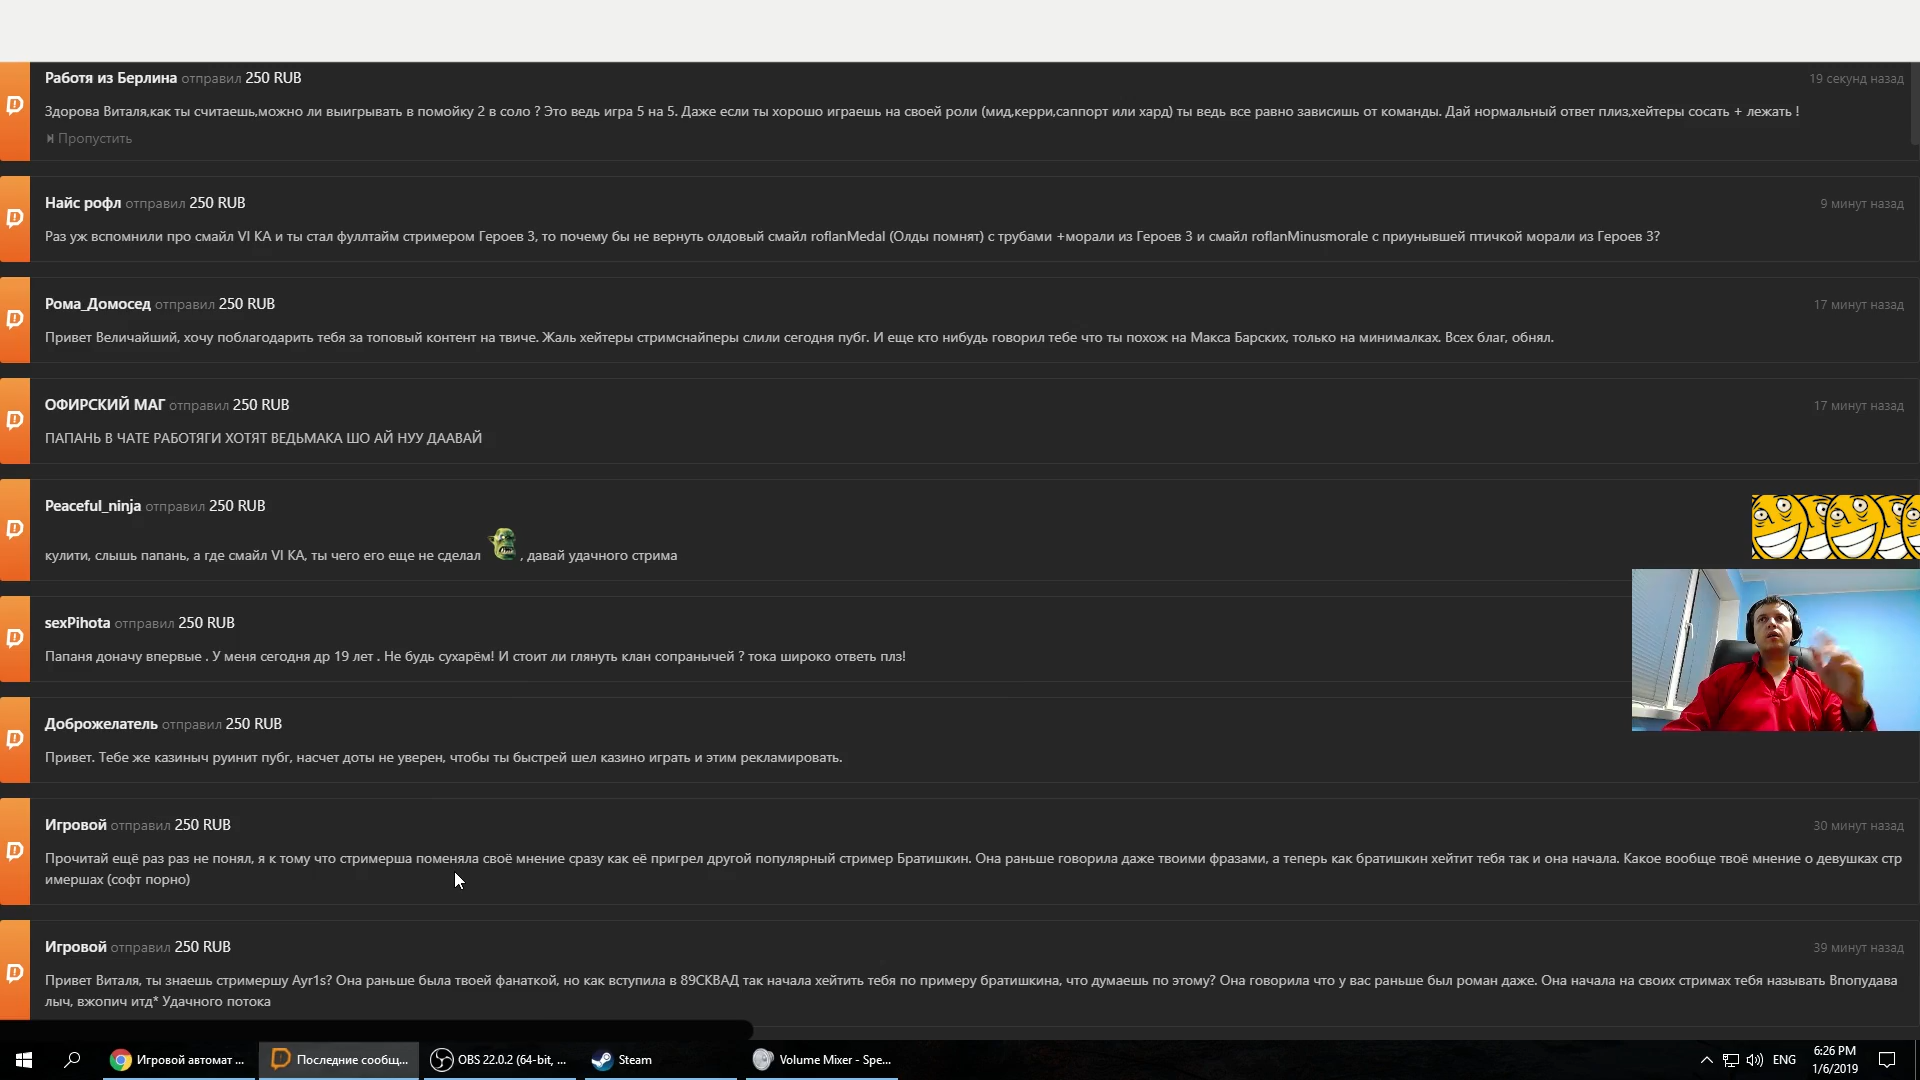 Работя из Берлина отправил 250 RUB 19 секунд назад
Здорова Виталя,как ты считаешь,можно ли выигрывать в помойку 2 в соло ? Это ведь игра 5 на 5. Даже если ты хорошо играешь на своей роли (мид,керри,саппорт или хард) ты ведь все равно зависишь от команды. Дай нормальный ответ плиз,хейтеры сосать + лежать !
Пропустить
Найс рофл отправил 250 RUB 9 минут назад
Раз уж вспомнили про смайл VI KA и ты стал фуллтайм стримером Героев 3, то почему бы не вернуть олдовый смайл roflanMedal (Олды помнят) с трубами +морали из Героев 3 и смайл roflanMinusmorale с приунывшей птичкой морали из Героев 3?
Рома_Домосед отправил 250 RUB 17 минут назад
Привет Величайший, хочу поблагодарить тебя за топовый контент на твиче. Жаль хейтеры стримснайперы слили сегодня пубг. И еще кто нибудь говорил тебе что ты похож на Макса Барских, только на минималках. Всех благ, обнял.
ОФИРСКИЙ МАГ отправил 250 RUB 17 минут назад
ПАПАНЬ В ЧАТЕ РАБОТЯГИ ХОТЯТ ВЕДЬМАКА ШО АЙ НУУ ДААВАЙ
Peaceful_ninja отправил 250 RUB
кулити, слышь папань, а где смайл VI KA, ты чего его еще не сделал , давай удачного стрима
sexPihota отправил 250 RUB
Папаня доначу впервые . У меня сегодня др 19 лет . Не будь сухарём! И стоит ли глянуть клан сопранычей ? тока широко ответь плз!
Доброжелатель отправил 250 RUB
Привет. Тебе же казиныч руинит пубг, насчет доты не уверен, чтобы ты быстрей шел казино играть и этим рекламировать.
Игровой отправил 250 RUB 30 минут назад
Прочитай ещё раз раз не понял, я к тому что стримерша поменяла своё мнение сразу как её пригрел другой популярный стример Братишкин. Она раньше говорила даже твоими фразами, а теперь как братишкин хейтит тебя так и она начала. Какое вообще твоё мнение о девушках стр
имершах (софт порно)
Игровой отправил 250 RUB 39 минут назад
Привет Виталя, ты знаешь стримершу Ayr1s? Она раньше была твоей фанаткой, но как вступила в 89СКВАД так начала хейтить тебя по примеру братишкина, что думаешь по этому? Она говорила что у вас раньше был роман даже. Она начала на своих стримах тебя называть Впопудава
лыч, вжопич итд* Удачного потока
Игровой автомат ... Последние сообщ... OBS 22.0.2 (64-bit, ... Steam Volume Mixer - Spe... ENG 6:26 PM
1/6/2019